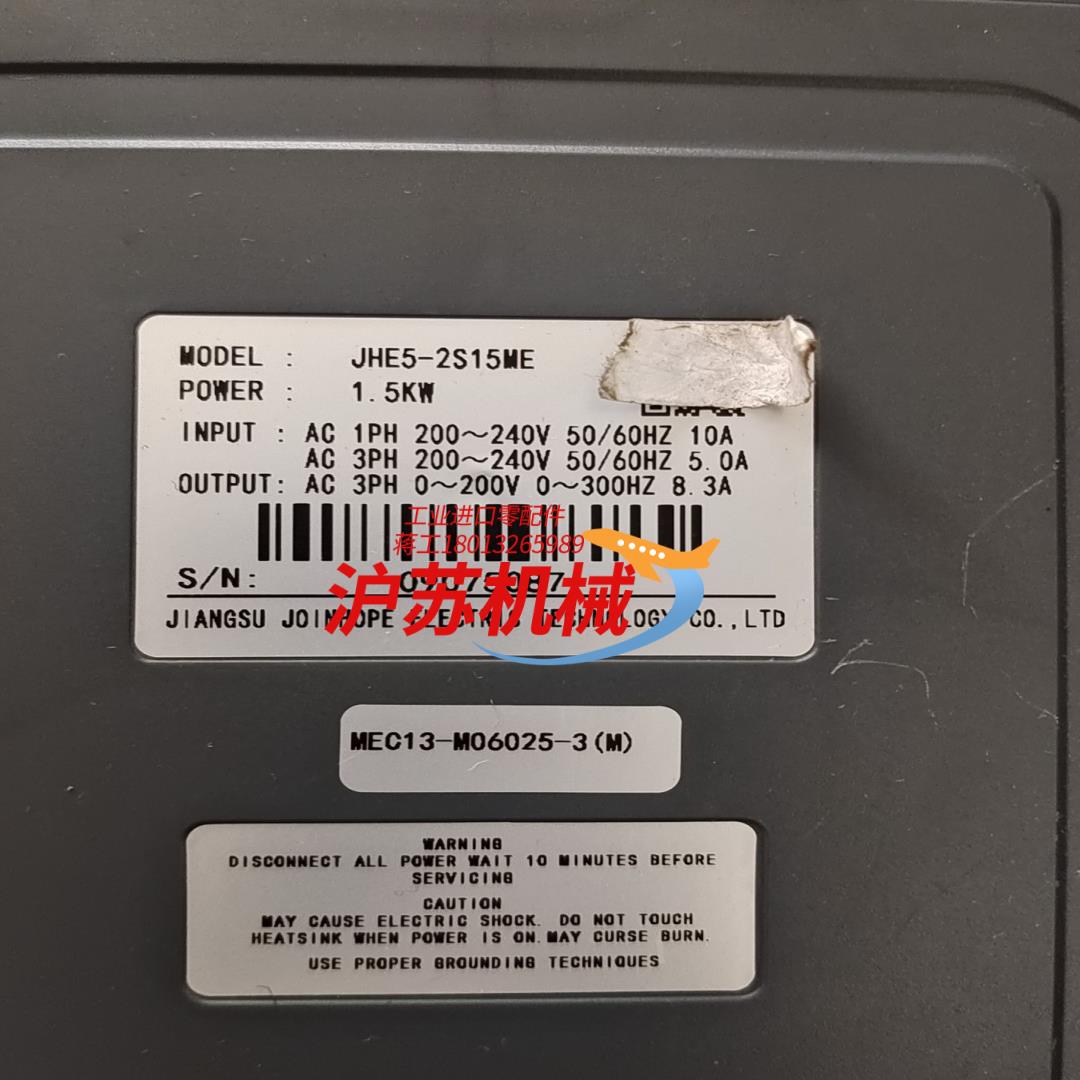 MODEL : JHE5-2S15ME
POWER : 1.5KW
INPUT : AC 1PH 200～240V 50/60HZ 10A
AC 3PH 200～240V 50/60HZ 5.0A
OUTPUT: AC 3PH 0～200V 0～300HZ 8.3A
工业进口零配件
蒋工18013265989
S/N:
沪苏机械
JIANGSU JOINHOPE ELECTRIC TECHNOLOGY CO.,LTD
MEC13-M06025-3(M)
WARNING
DISCONNECT ALL POWER WAIT 10 MINUTES BEFORE
SERVICING
CAUTION
MAY CAUSE ELECTRIC SHOCK. DO NOT TOUCH
HEATSINK WHEN POWER IS ON.MAY CURSE BURN.
USE PROPER GROUNDING TECHNIQUES